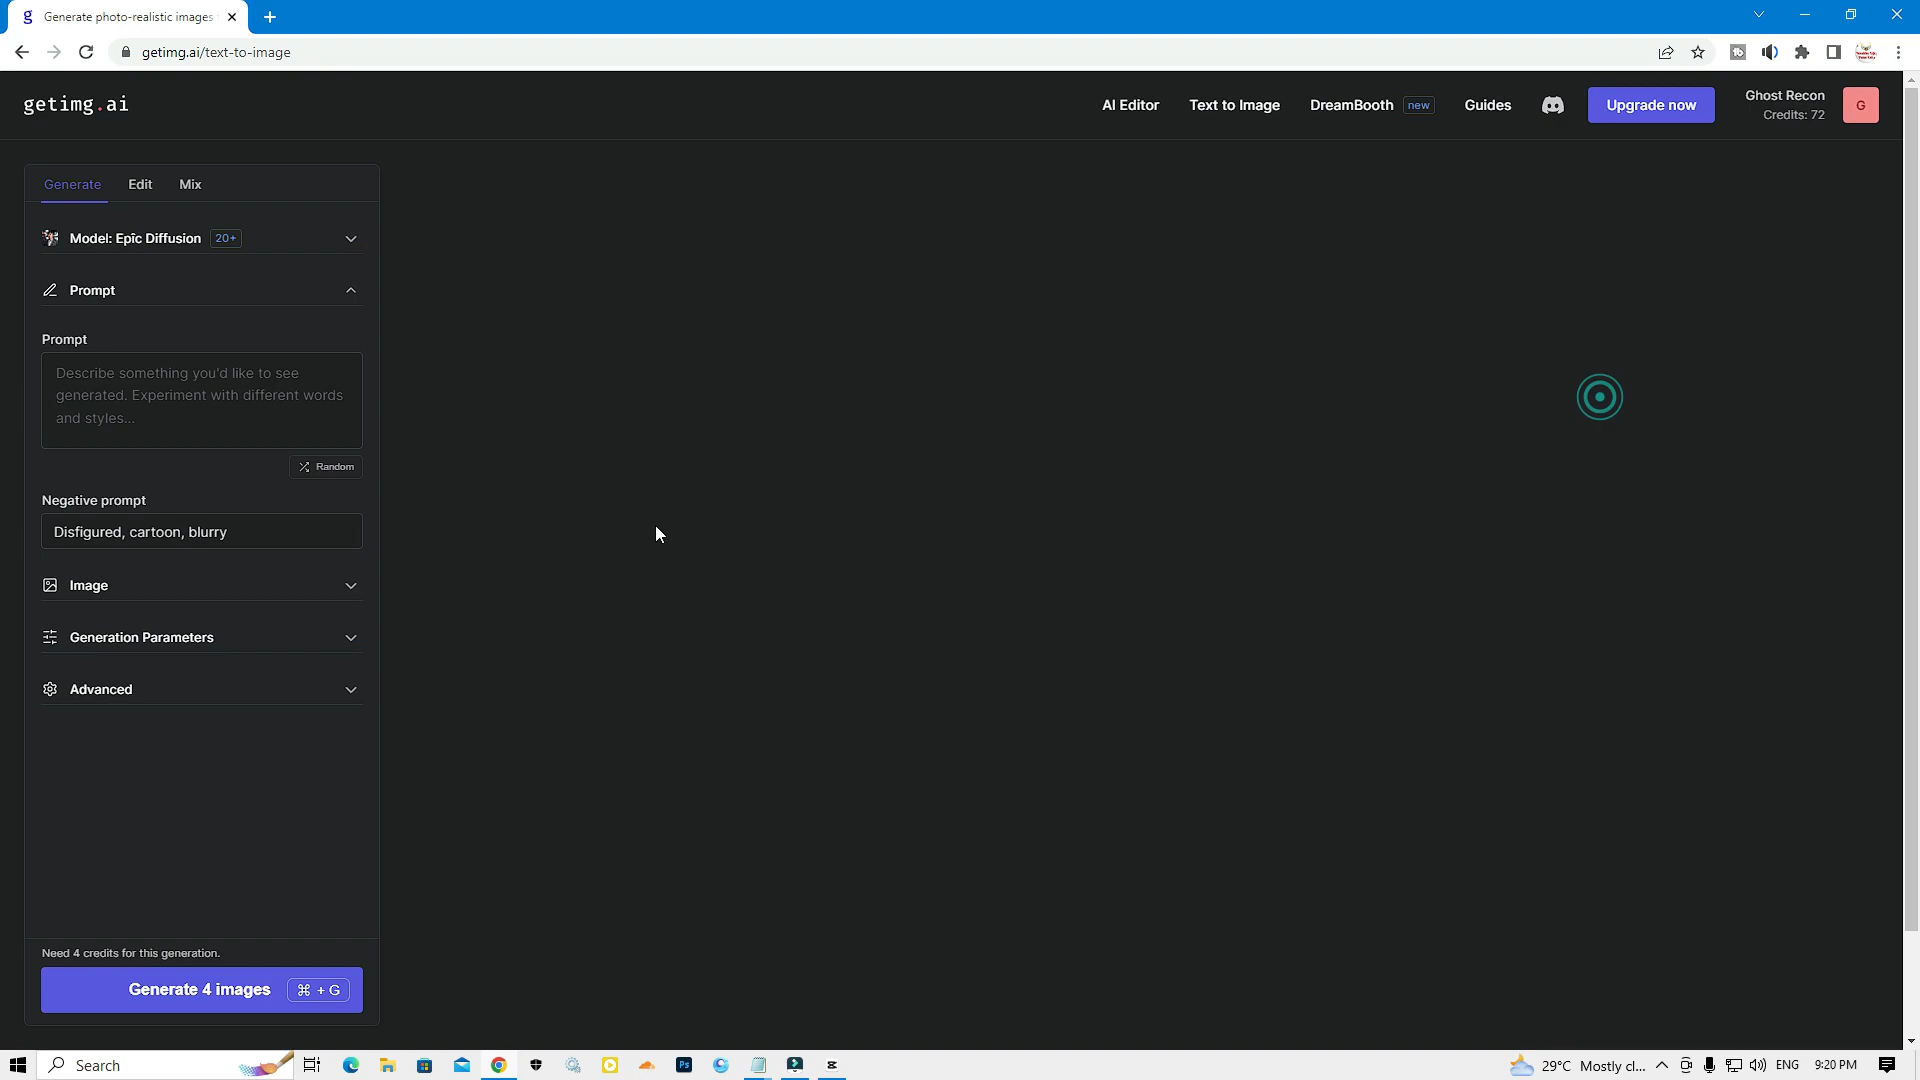 Generate photo-realistic images
getimg.ai/text-to-image
getimg.ai
AI Editor
Text to Image
DreamBooth new
Guides
Upgrade now
Ghost Recon
Credits: 72
G
Generate Edit Mix
Model: Epîc Diffusion 20+
Prompt
Prompt
Describe something you'd like to see
generated. Experiment with different words
and styles...
Random
Negative prompt
Disfigured, cartoon, blurry
Image
Generation Parameters
Advanced
Need 4 credits for this generation.
Generate 4 images ⌘ + G
Search
Ps
29°C Mostly cl...
ENG
9:20 PM